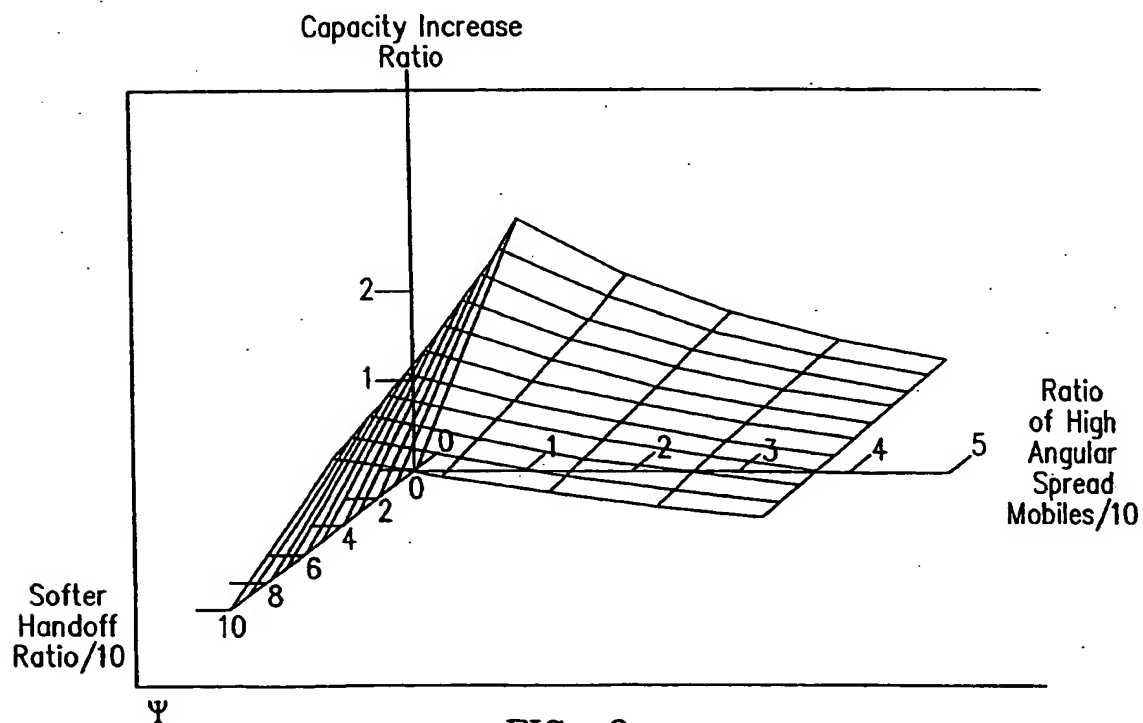 Capacity Increase
Ratio
2
1
0
1
2
3
4
5
0
2
4
6
8
10
Ratio
of High
Angular
Spread
Mobiles/10
Softer
Handoff
Ratio/10
Ψ